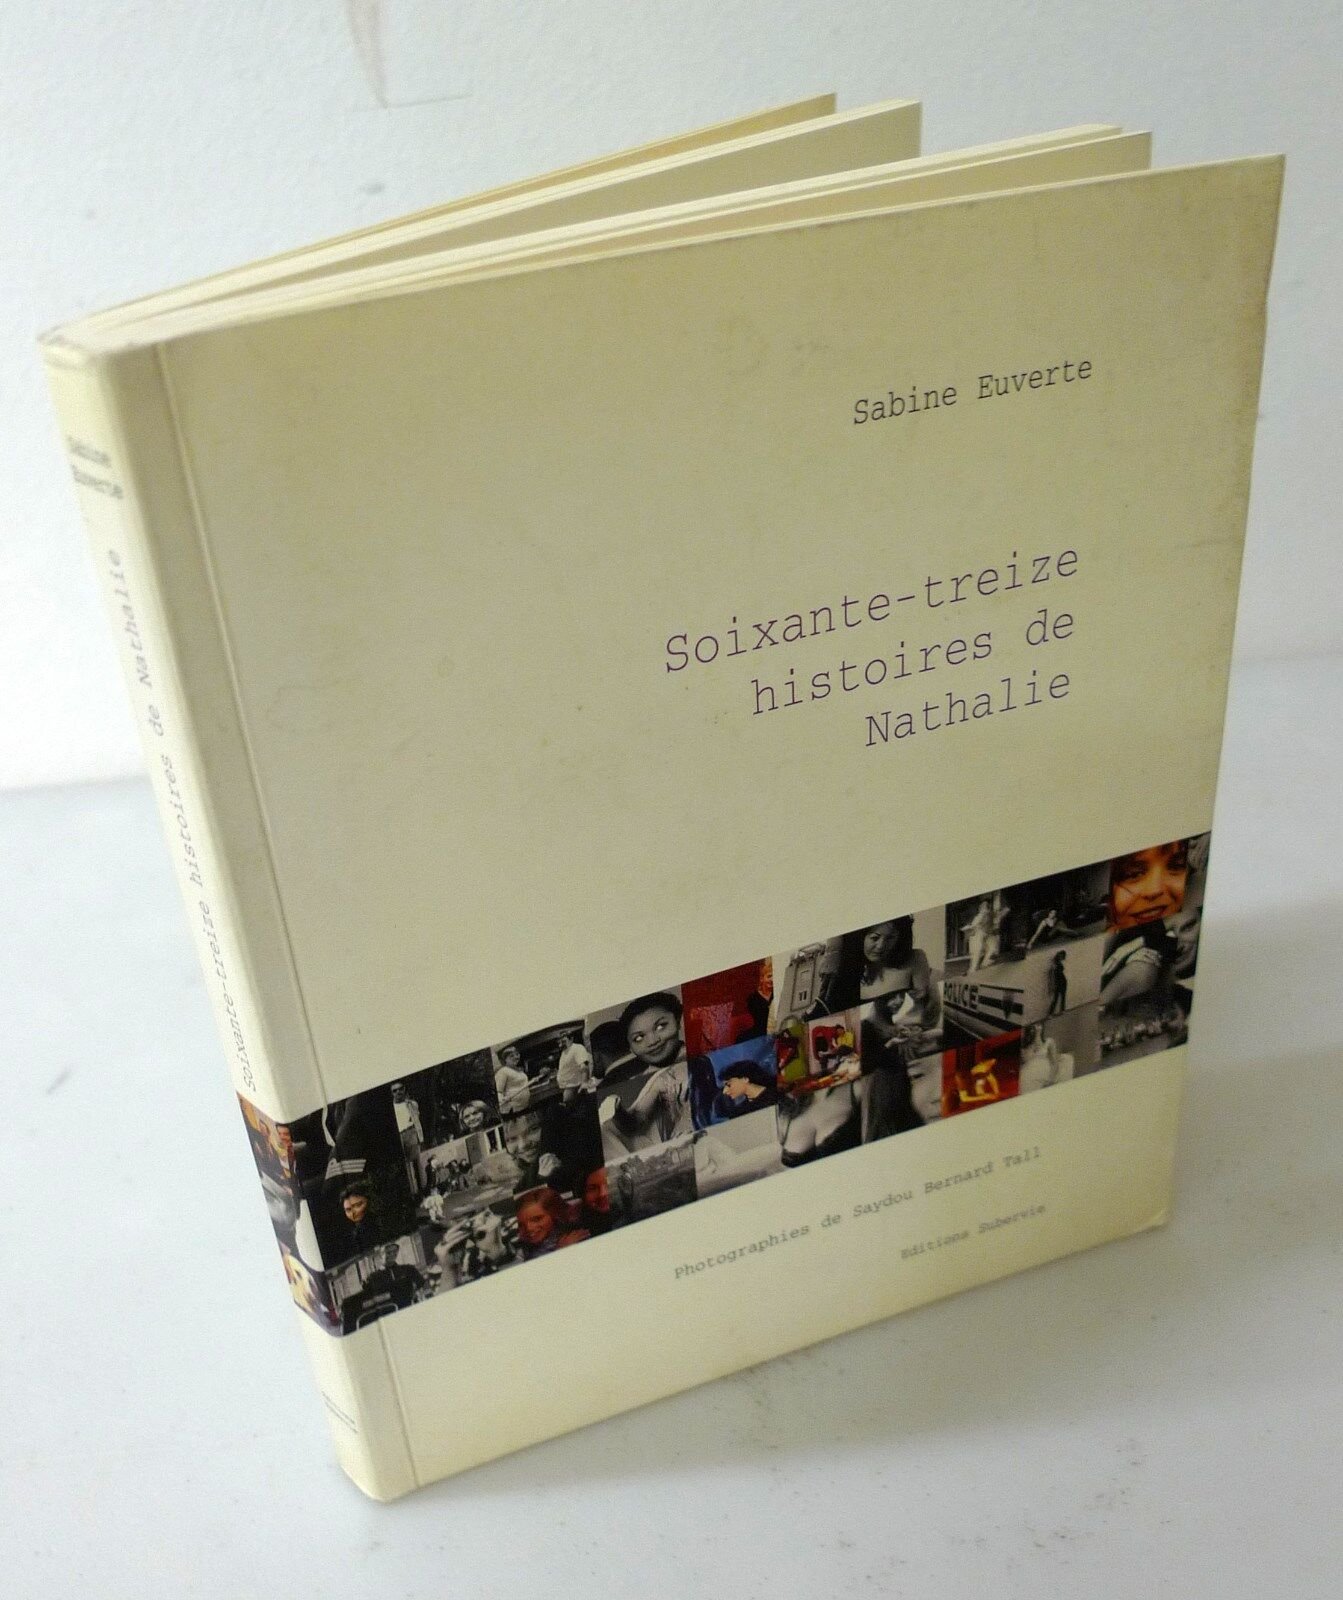 Sabine Euverte
Soixante-treize
histoires de
Nathalie
POLICE
Photographies de Saydou Bernard Tall
Editions Subervie
Sabine
Euverte
Soixante-treize histoires de Nathalie